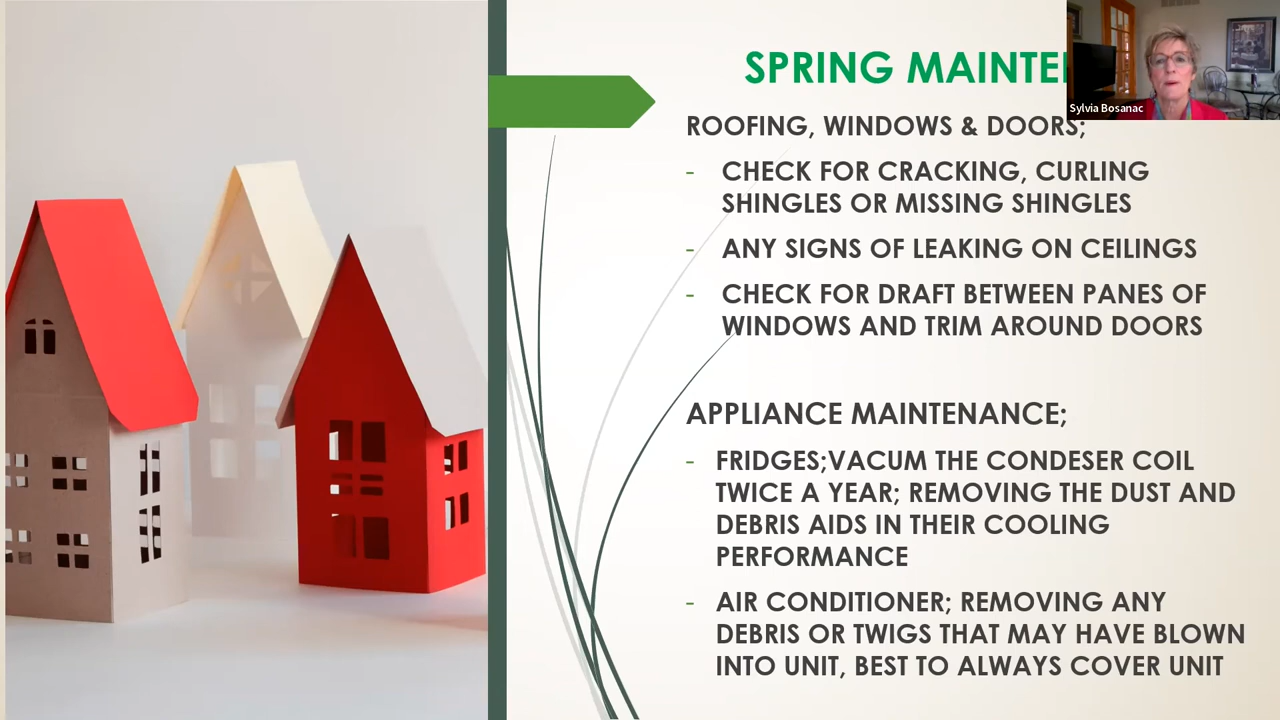 SPRING MAINTE
Sylvia Bosanac
ROOFING, WINDOWS & DOORS;
- CHECK FOR CRACKING, CURLING
SHINGLES OR MISSING SHINGLES
- ANY SIGNS OF LEAKING ON CEILINGS
- CHECK FOR DRAFT BETWEEN PANES OF
WINDOWS AND TRIM AROUND DOORS
APPLIANCE MAINTENANCE;
- FRIDGES;VACUM THE CONDESER COIL
TWICE A YEAR; REMOVING THE DUST AND
DEBRIS AIDS IN THEIR COOLING
PERFORMANCE
- AIR CONDITIONER; REMOVING ANY
DEBRIS OR TWIGS THAT MAY HAVE BLOWN
INTO UNIT, BEST TO ALWAYS COVER UNIT